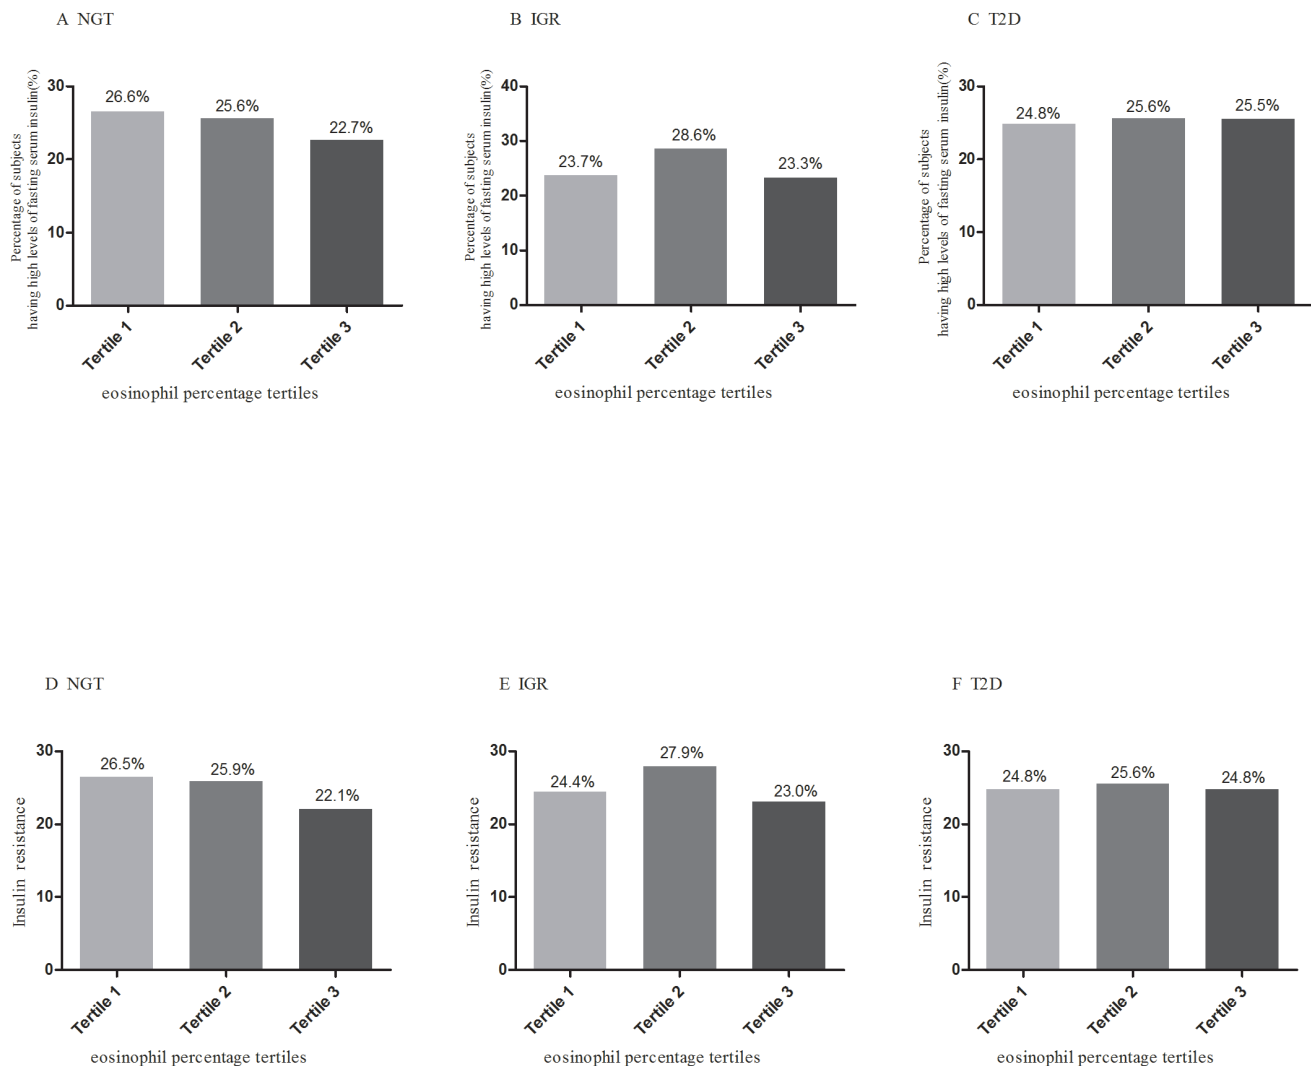 A NGT
B IGR
C T2D
Percentage of subjects
having high levels of fasting serum insulin(%)
30
20
10
0
26.6%
25.6%
22.7%
Tertile 1
Tertile 2
Tertile 3
eosinophil percentage tertiles
Percentage of subjects
having high levels of fasting serum insulin(%)
40
30
20
10
0
23.7%
28.6%
23.3%
Tertile 1
Tertile 2
Tertile 3
eosinophil percentage tertiles
Percentage of subjects
having high levels of fasting serum insulin(%)
30
20
10
0
24.8%
25.6%
25.5%
Tertile 1
Tertile 2
Tertile 3
eosinophil percentage tertiles
D NGT
E IGR
F T2D
Insulin resistance
30
20
10
0
26.5%
25.9%
22.1%
Tertile 1
Tertile 2
Tertile 3
eosinophil percentage tertiles
Insulin resistance
30
20
10
0
24.4%
27.9%
23.0%
Tertile 1
Tertile 2
Tertile 3
eosinophil percentage tertiles
Insulin resistance
30
20
10
0
24.8%
25.6%
24.8%
Tertile 1
Tertile 2
Tertile 3
eosinophil percentage tertiles